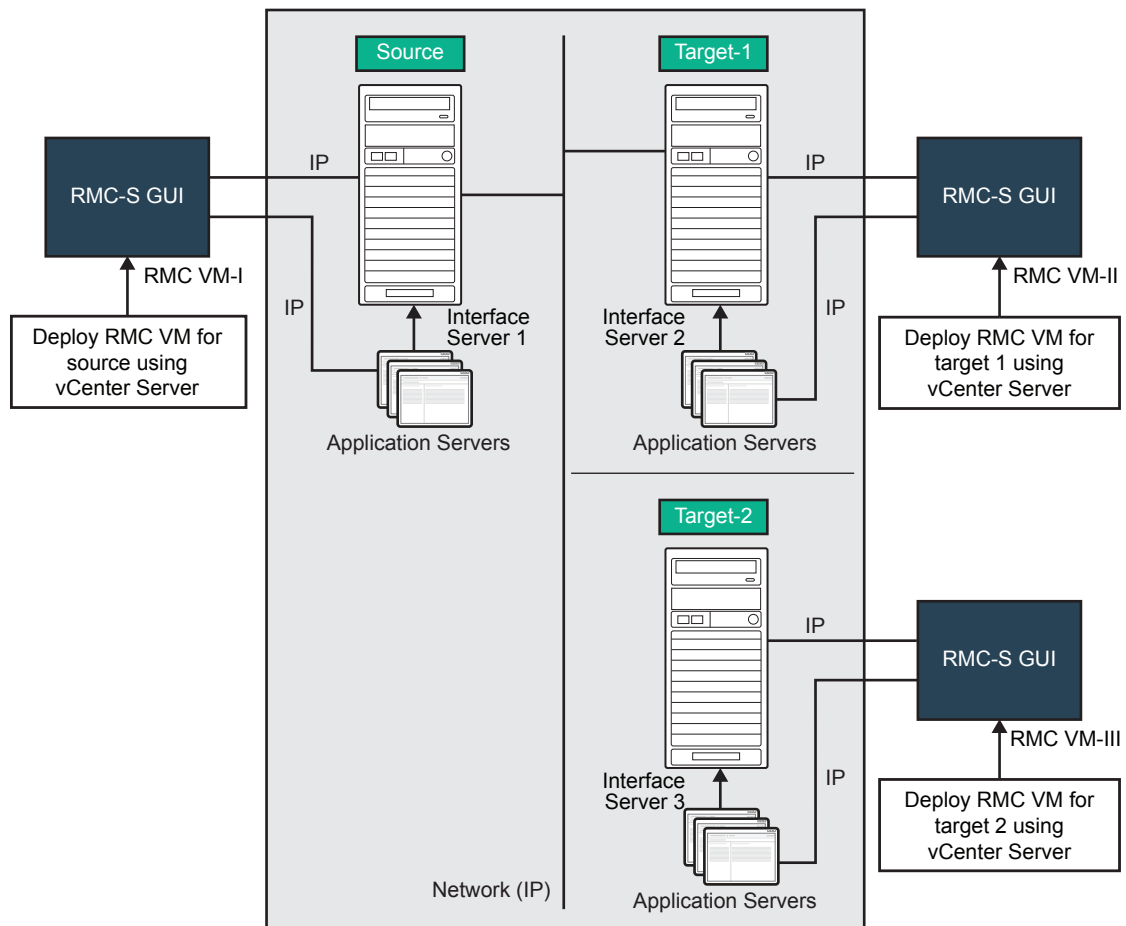 Source
Target-1
IP
IP
RMC-S GUI
RMC-S GUI
RMC VM-I
RMC VM-II
IP
IP
Interface
Server 1
Interface
Server 2
Deploy RMC VM for
source using
vCenter Server
Deploy RMC VM for
target 1 using
vCenter Server
Application Servers
Application Servers
Target-2
IP
RMC-S GUI
RMC VM-III
IP
Interface
Server 3
Deploy RMC VM for
target 2 using
vCenter Server
Network (IP)
Application Servers